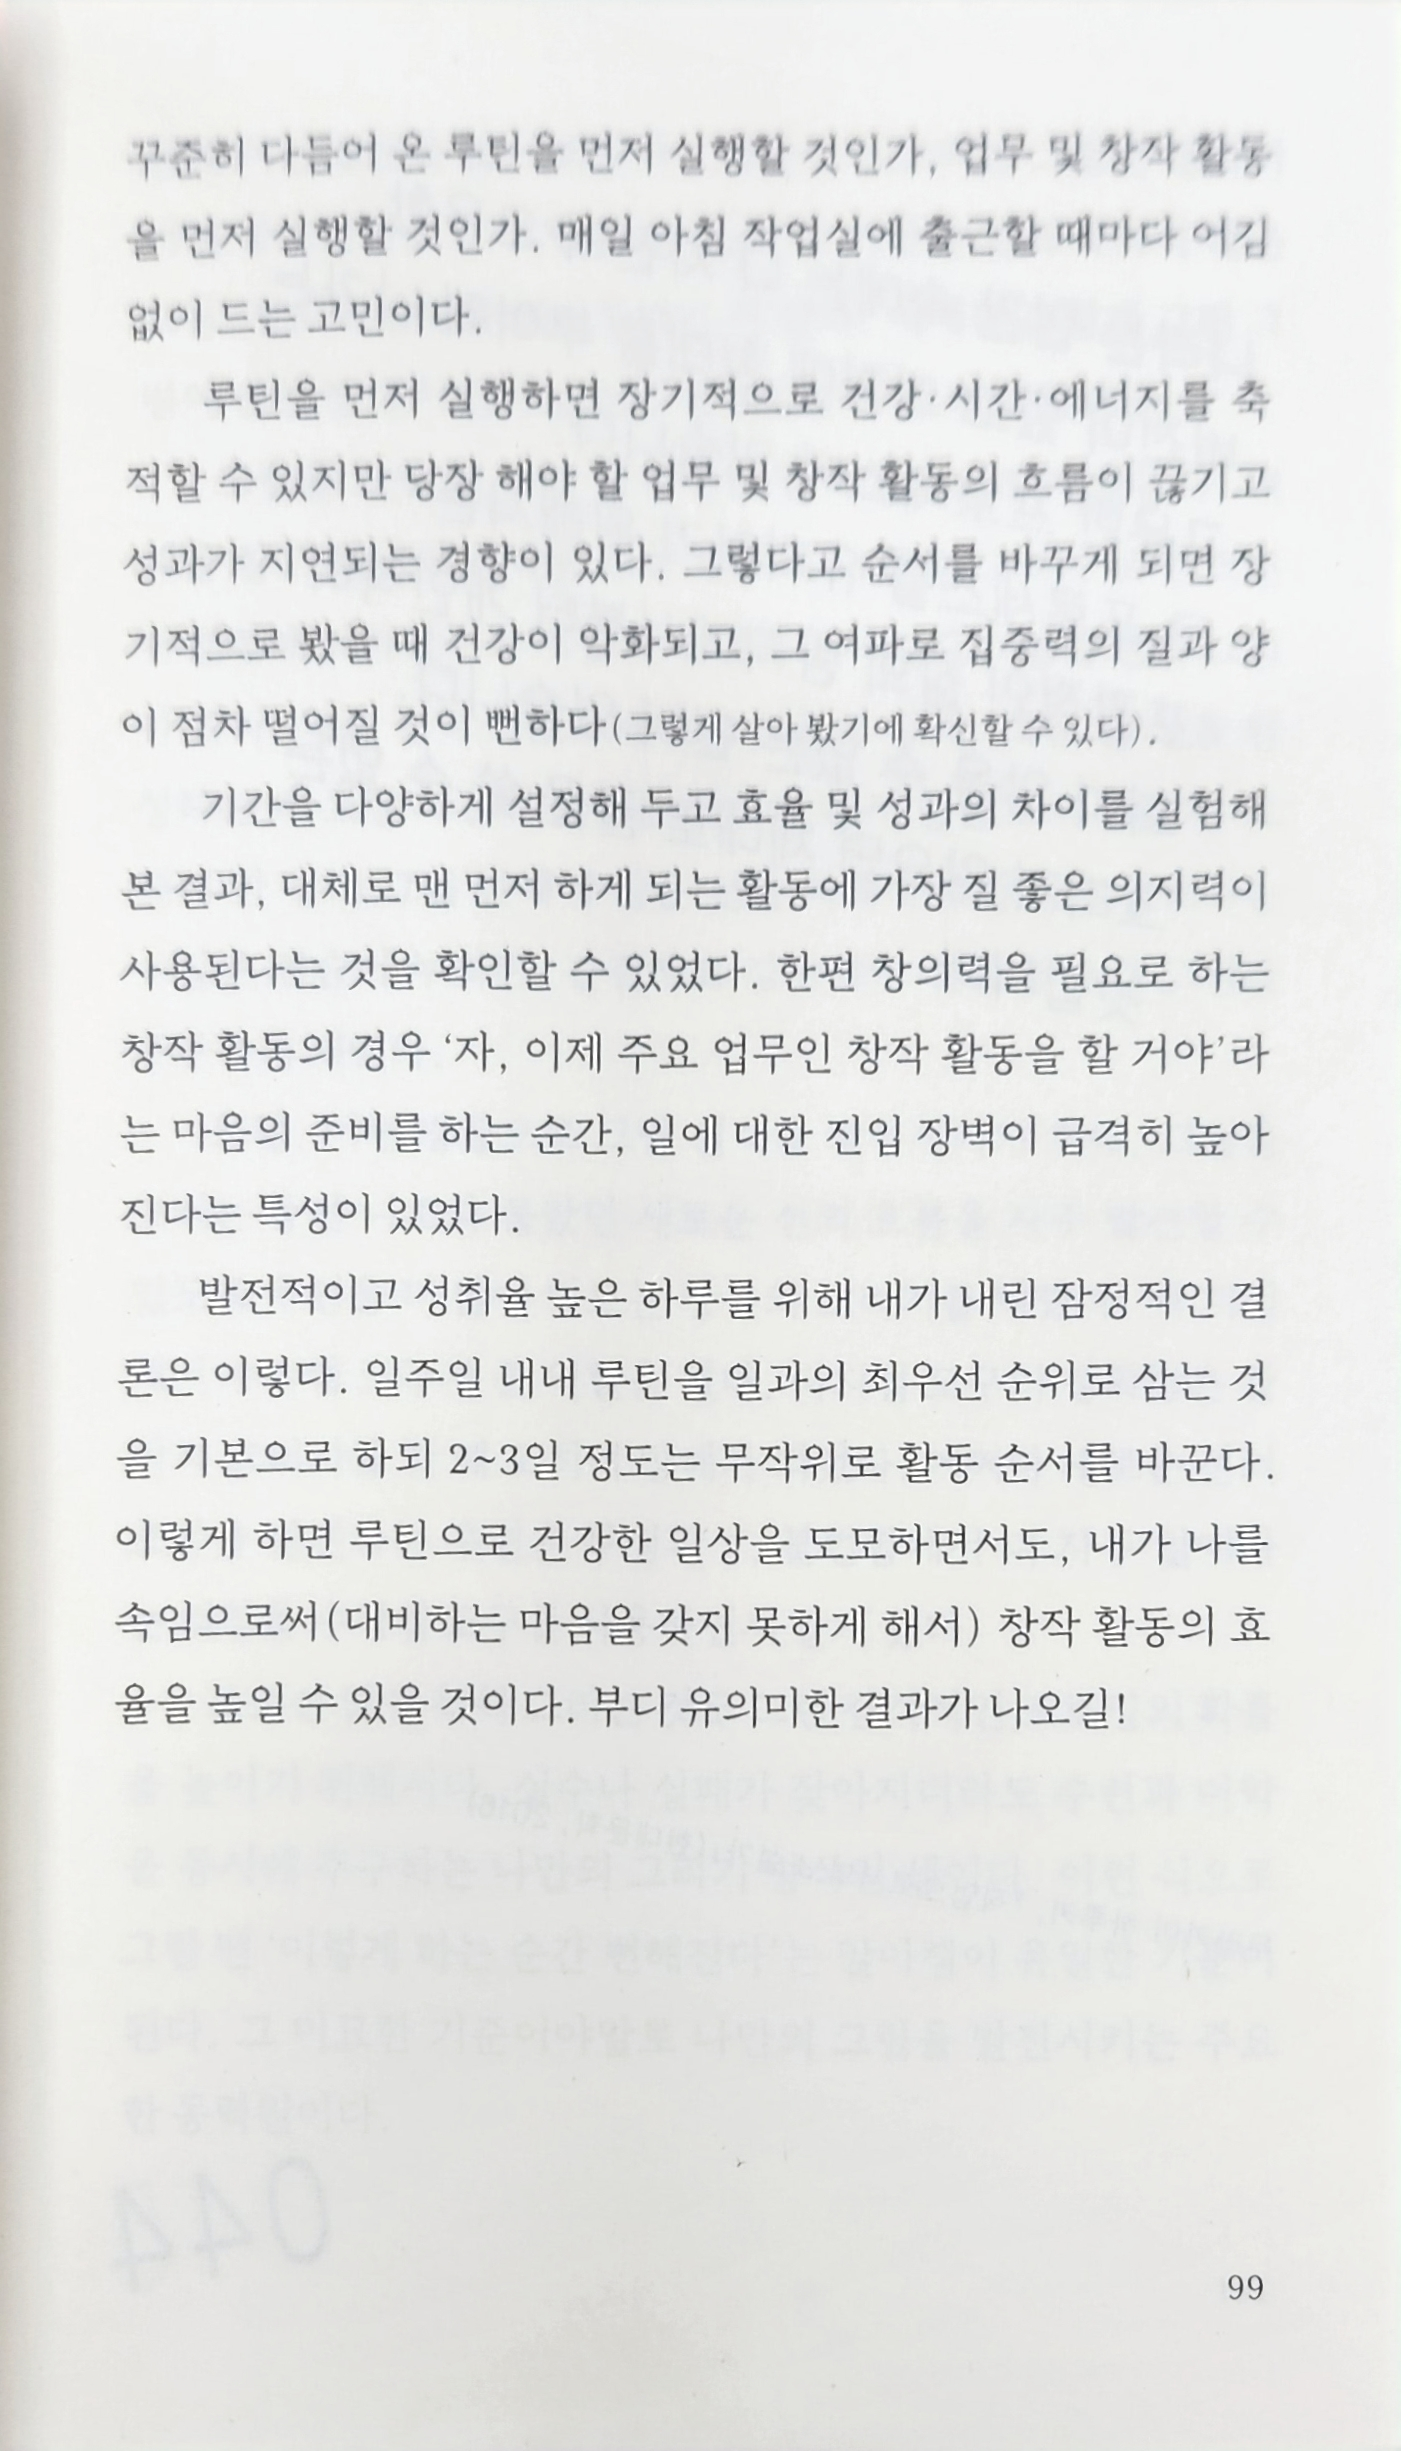 꾸준히 다듬어 온 루틴을 먼저 실행할 것인가, 업무 및 창작 활동
을 먼저 실행할 것인가. 매일 아침 작업실에 출근할 때마다 어김
없이 드는 고민이다.
루틴을 먼저 실행하면 장기적으로 건강·시간·에너지를 축
적할 수 있지만 당장 해야 할 업무 및 창작 활동의 흐름이 끊기고
성과가 지연되는 경향이 있다. 그렇다고 순서를 바꾸게 되면 장
기적으로 봤을 때 건강이 악화되고, 그 여파로 집중력의 질과 양
이 점차 떨어질 것이 뻔하다(그렇게 살아 봤기에 확신할 수 있다).
기간을 다양하게 설정해 두고 효율 및 성과의 차이를 실험해
본 결과, 대체로 맨 먼저 하게 되는 활동에 가장 질 좋은 의지력이
사용된다는 것을 확인할 수 있었다. 한편 창의력을 필요로 하는
창작 활동의 경우 ‘자, 이제 주요 업무인 창작 활동을 할 거야’라
는 마음의 준비를 하는 순간, 일에 대한 진입 장벽이 급격히 높아
진다는 특성이 있었다.
발전적이고 성취율 높은 하루를 위해 내가 내린 잠정적인 결
론은 이렇다. 일주일 내내 루틴을 일과의 최우선 순위로 삼는 것
을 기본으로 하되 2~3일 정도는 무작위로 활동 순서를 바꾼다.
이렇게 하면 루틴으로 건강한 일상을 도모하면서도, 내가 나를
속임으로써(대비하는 마음을 갖지 못하게 해서) 창작 활동의 효
율을 높일 수 있을 것이다. 부디 유의미한 결과가 나오길!
99